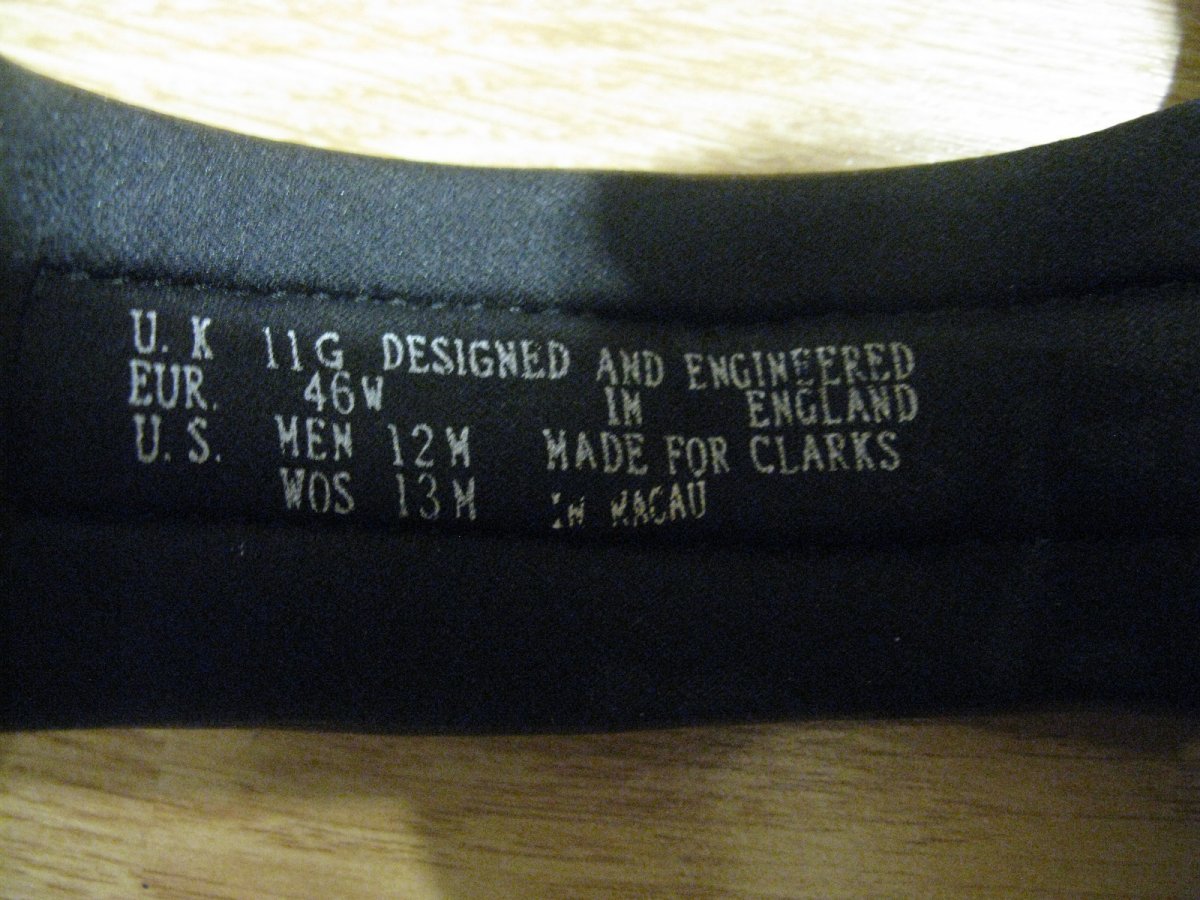 U.K 11G DESIGNED AND ENGINEERED
EUR. 46W IN ENGLAND
U.S. MEN 12M MADE FOR CLARKS
WOS 13M IN MACAU